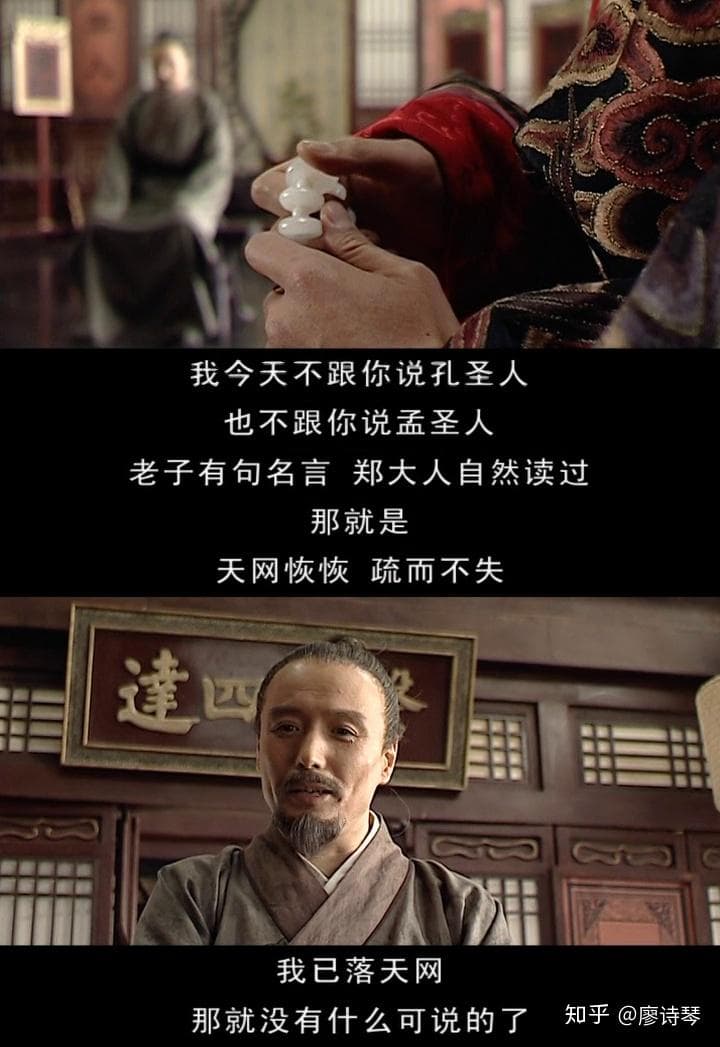 我今天不跟你说孔圣人
也不跟你说孟圣人
老子有句名言 郑大人自然读过
那就是
天网恢恢 疏而不失
達四
我已落天网
那就没有什么可说的了
知乎 @廖诗琴